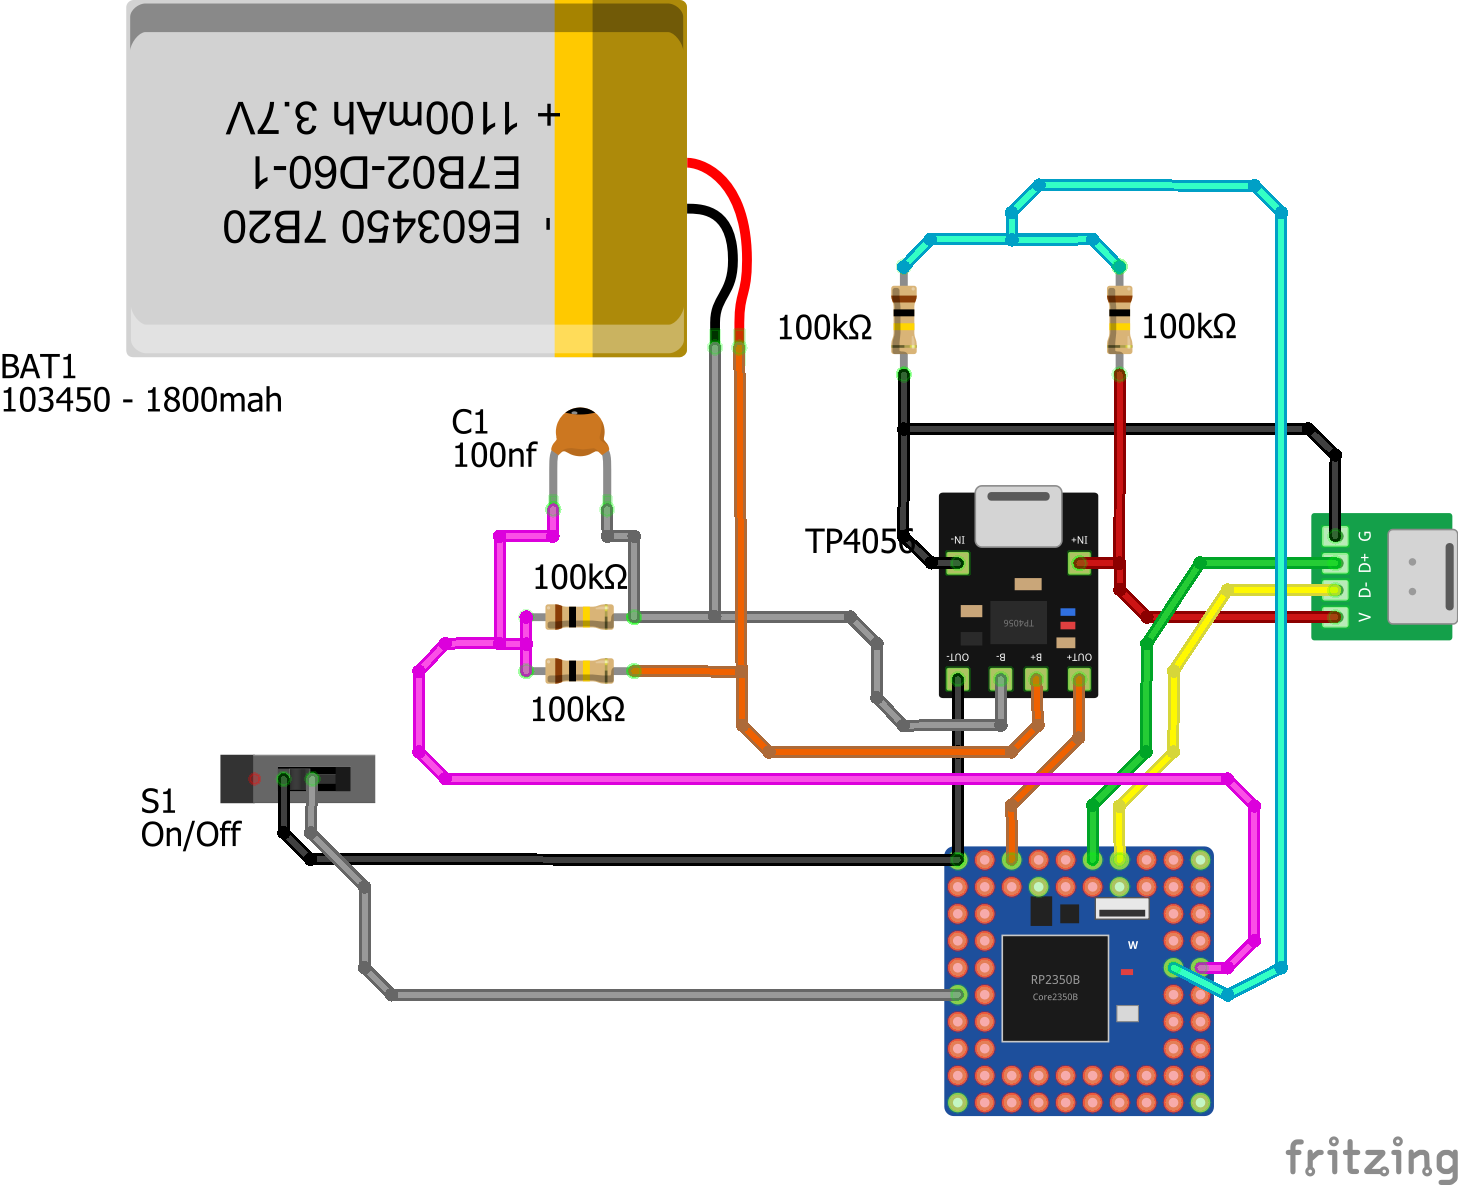 + 1100mAh 3.7V
E7B02-D60-1
- E603450 7B20
BAT1
103450 - 1800mah
C1
100nf
100kΩ
100kΩ
100kΩ
100kΩ
TP4056
IN-
IN+
TP4056
OUT-
B-
B+
OUT+
G
D+
D-
V
S1
On/Off
W
RP2350B
Core2350B
fritzing